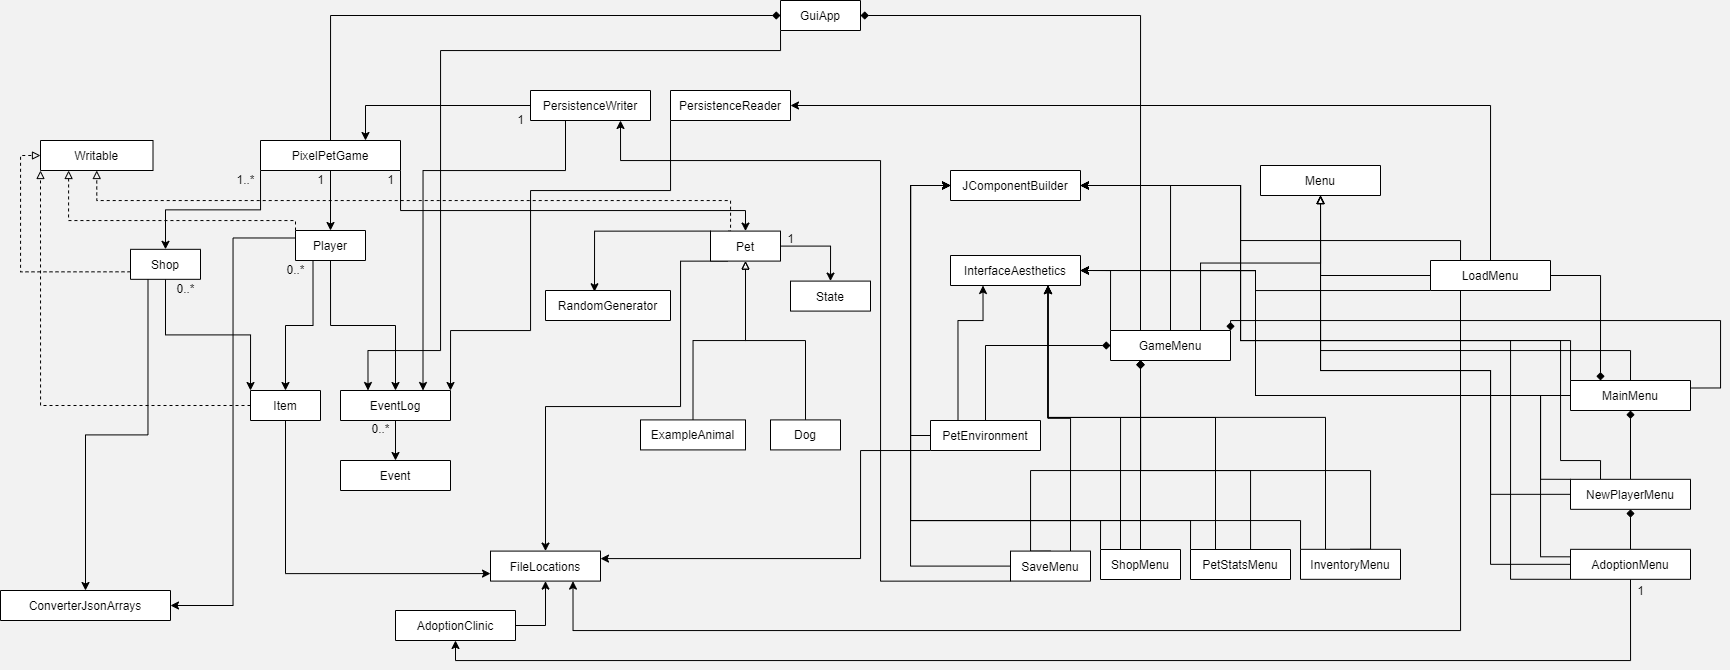 GuiApp
PersistenceWriter
PersistenceReader
1
Writable
PixelPetGame
1..*
1
1
JComponentBuilder
Menu
Player
Pet
1
Shop
0..*
0..*
InterfaceAesthetics
LoadMenu
RandomGenerator
State
GameMenu
Item
EventLog
0..*
MainMenu
ExampleAnimal
Dog
PetEnvironment
Event
NewPlayerMenu
FileLocations
SaveMenu
ShopMenu
PetStatsMenu
InventoryMenu
AdoptionMenu
1
ConverterJsonArrays
AdoptionClinic